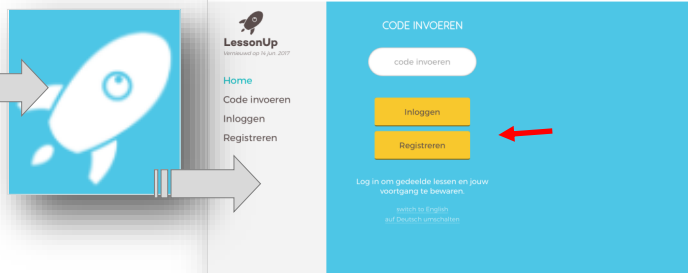 LessonUp
Vernieuwd op 14 jun. 2017
Home
Code invoeren
Inloggen
Registreren
CODE INVOEREN
code invoeren
Inloggen
Registreren
Log in om gedeelde lessen en jouw
voortgang te bewaren.
switch to English
auf Deutsch umschalten